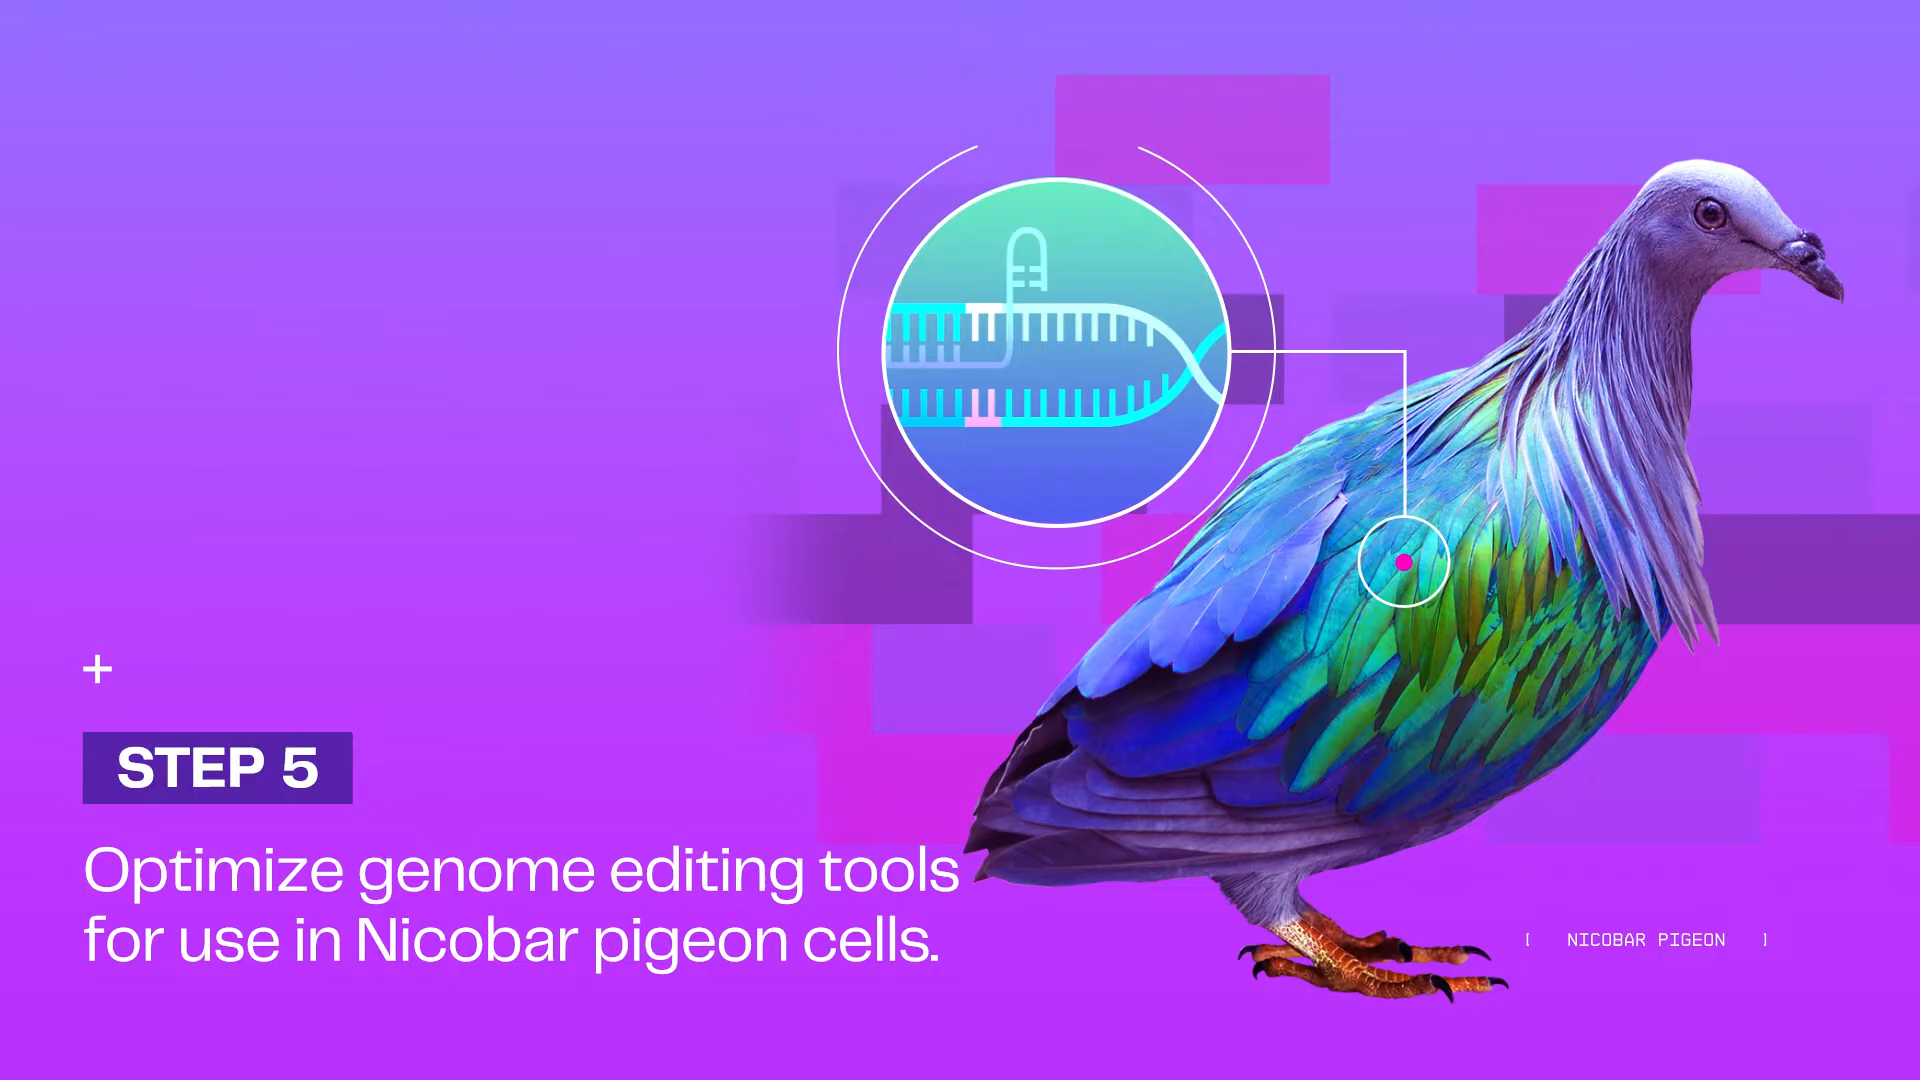 STEP 5
Optimize genome editing tools
for use in Nicobar pigeon cells.
[ NICOBAR PIGEON ]